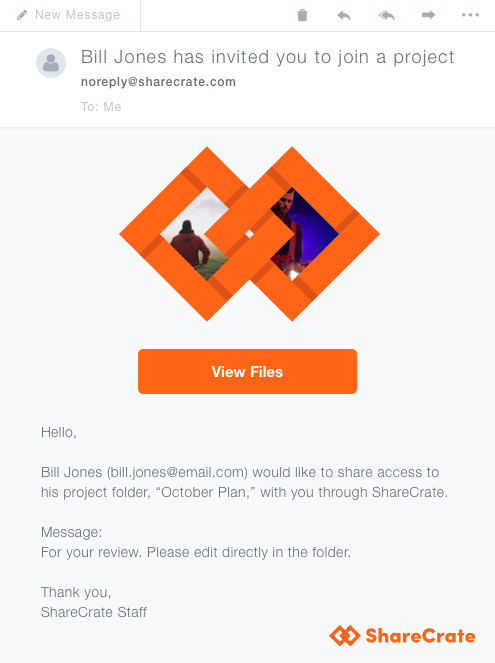 New Message
Bill Jones has invited you to join a project
noreply@sharecrate.com
To: Me
View Files
Hello,
Bill Jones (bill.jones@email.com) would like to share access to
his project folder, “October Plan,” with you through ShareCrate.
Message:
For your review. Please edit directly in the folder.
Thank you,
ShareCrate Staff
ShareCrate